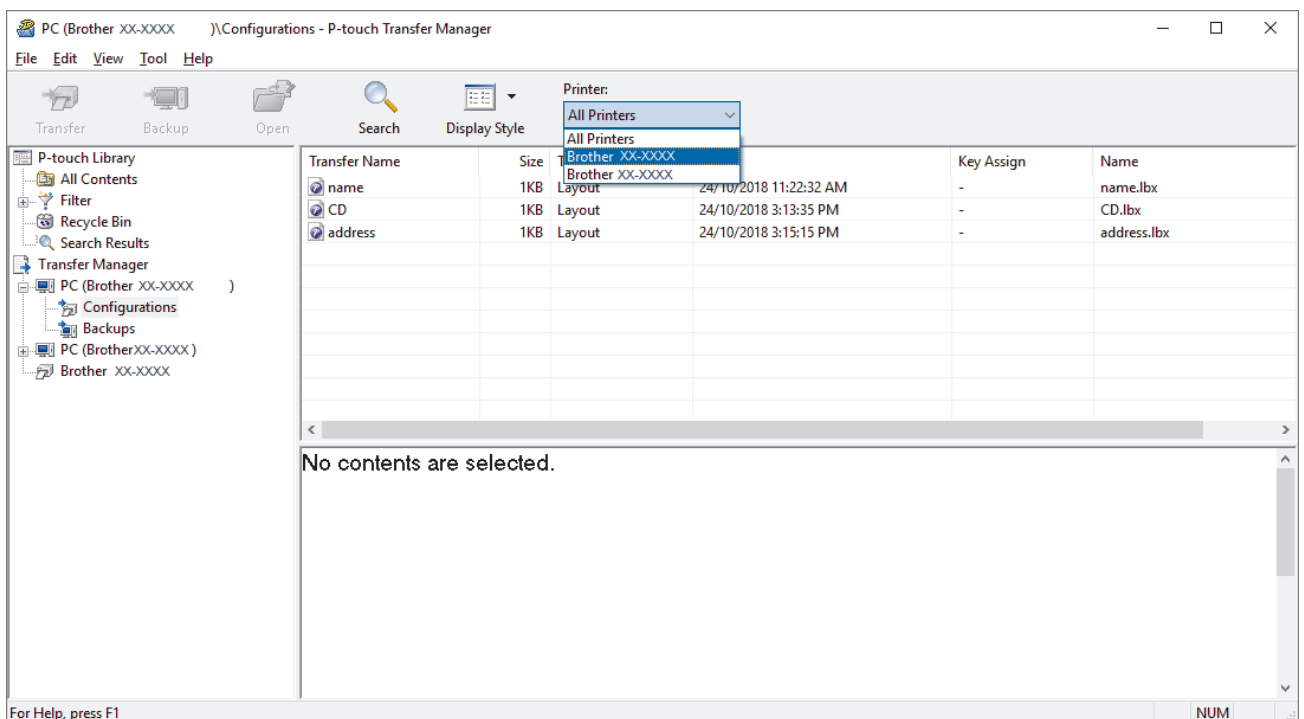 PC (Brother XX-XXXX )\Configurations - P-touch Transfer Manager
File Edit View Tool Help
Transfer Backup Open Search Display Style
Printer:
All Printers
All Printers
Brother XX-XXXX
Brother XX-XXXX
P-touch Library
All Contents
Filter
Recycle Bin
Search Results
Transfer Manager
PC (Brother XX-XXXX )
Configurations
Backups
PC (BrotherXX-XXXX)
Brother XX-XXXX
Transfer Name Size T Key Assign Name
name 1KB Layout 24/10/2018 11:22:32 AM - name.lbx
CD 1KB Layout 24/10/2018 3:13:35 PM - CD.lbx
address 1KB Layout 24/10/2018 3:15:15 PM - address.lbx
No contents are selected.
For Help, press F1 NUM